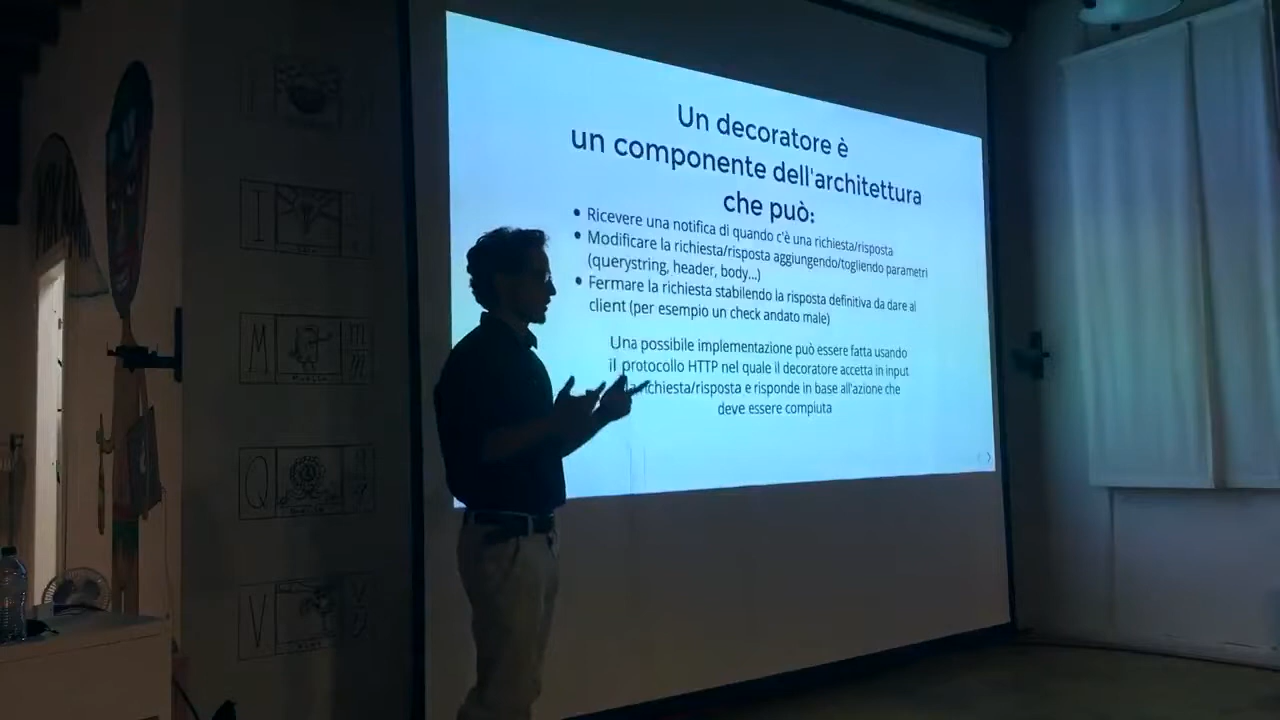 Un decoratore è
un componente dell'architettura
che può:
• Ricevere una notifica di quando c'è una richiesta/risposta
• Modificare la richiesta/risposta aggiungendo/togliendo parametri
(querystring, header, body...)
• Fermare la richiesta stabilendo la risposta definitiva da dare al
client (per esempio un check andato male)
Una possibile implementazione può essere fatta usando
il protocollo HTTP nel quale il decoratore accetta in input
richiesta/risposta e risponde in base all'azione che
deve essere compiuta
I
M
Q
V